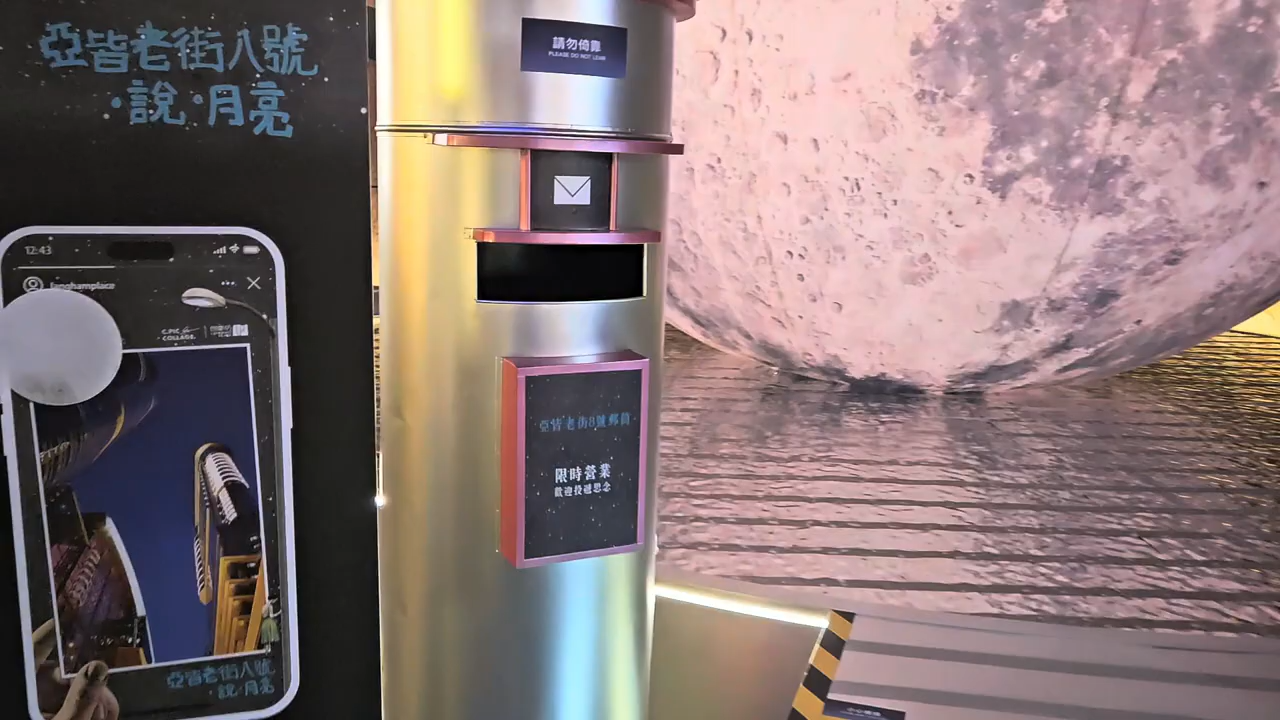 亞皆老街八號
·說·月亮
請勿倚靠
PLEASE DO NOT LEAN
12:43
langhamplace
C.PIC
COLLAGE.
亞皆老街8號郵筒
限時營業
歡迎投遞思念
亞皆老街八號
·說·月亮